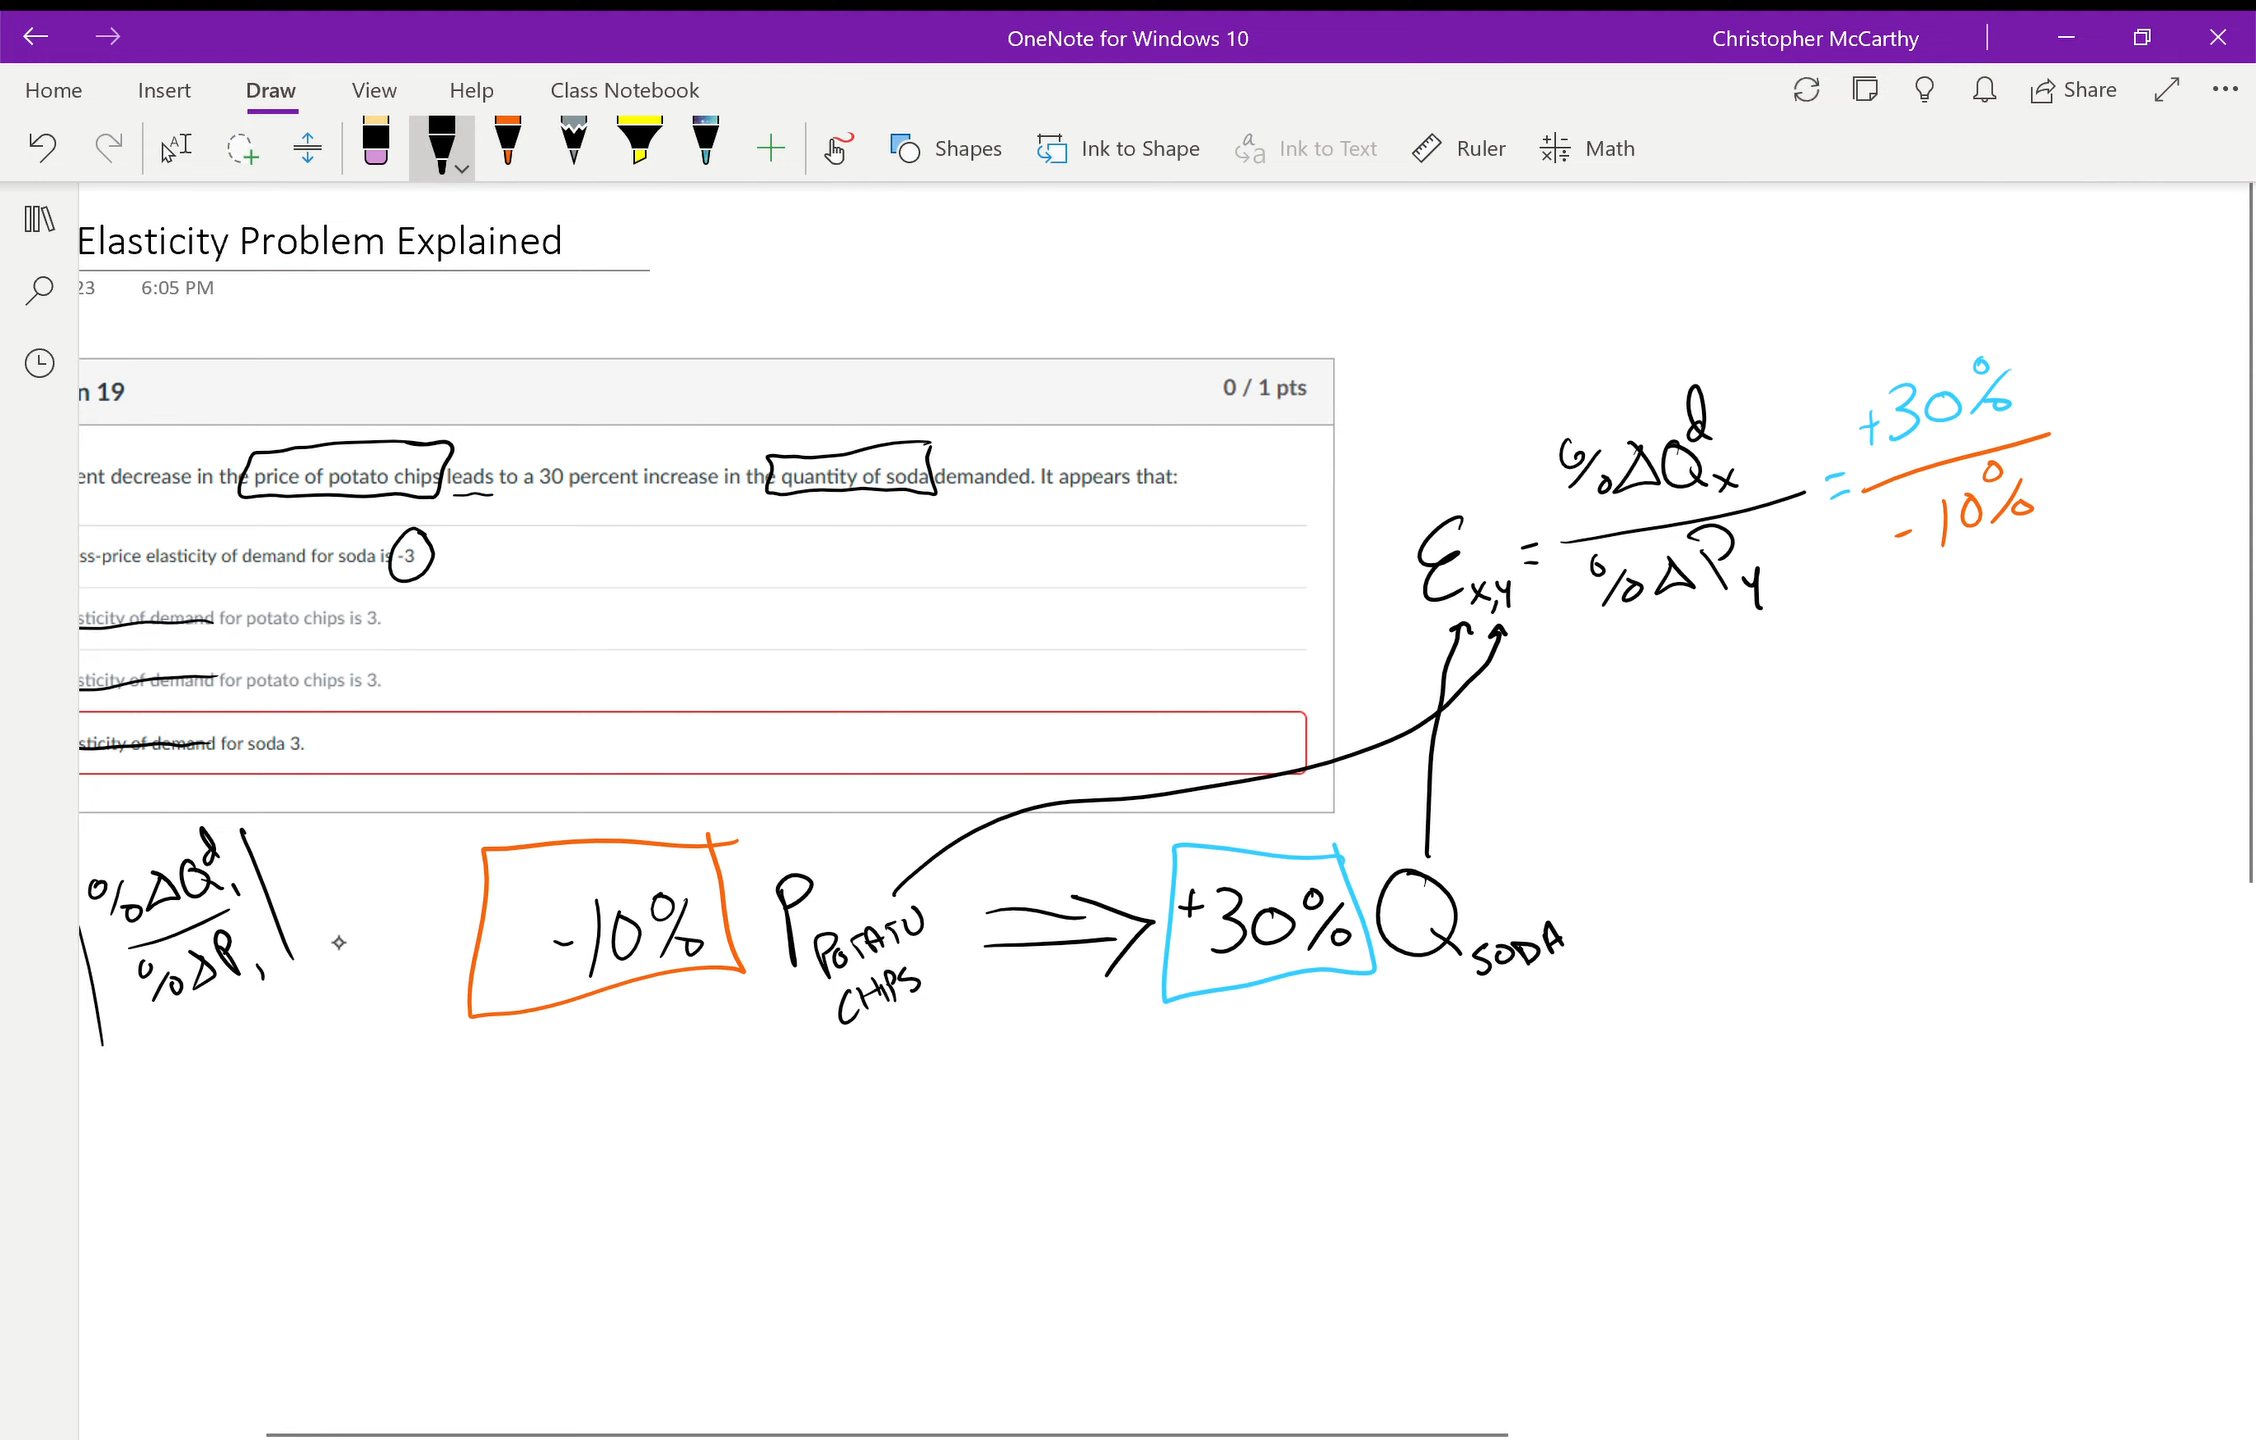 OneNote for Windows 10
Christopher McCarthy
Home Insert Draw View Help Class Notebook
Share
Shapes Ink to Shape Ink to Text Ruler Math
Elasticity Problem Explained
23 6:05 PM
n 19
0 / 1 pts
ent decrease in the price of potato chips leads to a 30 percent increase in the quantity of soda demanded. It appears that:
ss-price elasticity of demand for soda is -3
sticity of demand for potato chips is 3.
sticity of demand for potato chips is 3.
sticity of demand for soda 3.
%ΔQxᵈ
Ɛx,y = = +30%
%ΔPy -10%
%ΔQ₁ᵈ
%ΔP₁
-10% P POTATO CHIPS ⇒ +30% Q SODA